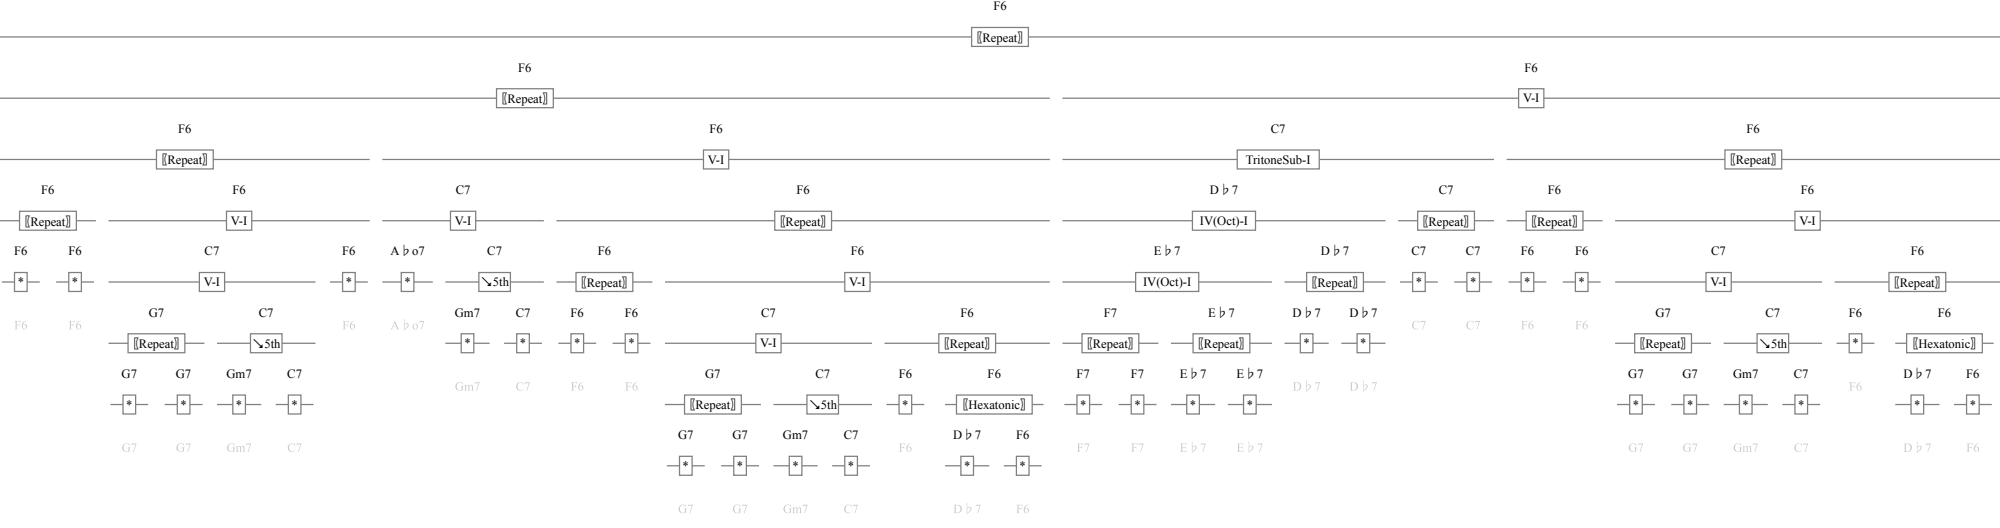 F6
⟦Repeat⟧
F6 F6
⟦Repeat⟧ V-I
F6 F6 C7 F6
⟦Repeat⟧ V-I TritoneSub-I ⟦Repeat⟧
F6 F6 C7 F6 D♭7 C7 F6 F6
⟦Repeat⟧ V-I V-I ⟦Repeat⟧ IV(Oct)-I ⟦Repeat⟧ ⟦Repeat⟧ V-I
F6 F6 C7 F6 A♭o7 C7 F6 F6 E♭7 D♭7 C7 C7 F6 F6 C7 F6
* * V-I * * ↘5th ⟦Repeat⟧ V-I IV(Oct)-I ⟦Repeat⟧ * * * * V-I ⟦Repeat⟧
F6 F6 G7 C7 F6 A♭o7 Gm7 C7 F6 F6 C7 F6 F7 E♭7 D♭7 D♭7 C7 C7 F6 F6 G7 C7 F6 F6
⟦Repeat⟧ ↘5th * * * * V-I ⟦Repeat⟧ ⟦Repeat⟧ ⟦Repeat⟧ * * ⟦Repeat⟧ ↘5th * ⟦Hexatonic⟧
G7 G7 Gm7 C7 Gm7 C7 F6 F6 G7 C7 F6 F6 F7 F7 E♭7 E♭7 D♭7 D♭7 G7 G7 Gm7 C7 F6 D♭7 F6
* * * * ⟦Repeat⟧ ↘5th * ⟦Hexatonic⟧ * * * * * * * * * *
G7 G7 Gm7 C7 G7 G7 Gm7 C7 F6 D♭7 F6 F7 F7 E♭7 E♭7 G7 G7 Gm7 C7 D♭7 F6
* * * * * *
G7 G7 Gm7 C7 D♭7 F6